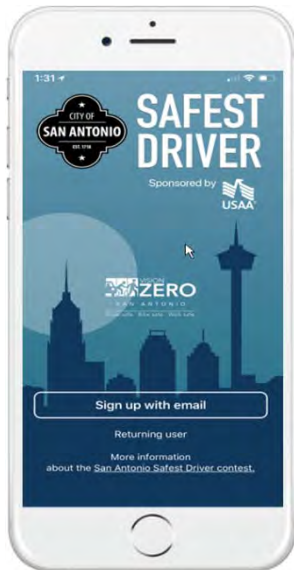 1:31
CITY OF
SAN ANTONIO
EST. 1718
SAFEST
DRIVER
Sponsored by
USAA
VISION
ZERO
SAN ANTONIO
Sign up with email
Returning user
More information
about the San Antonio Safest Driver contest.